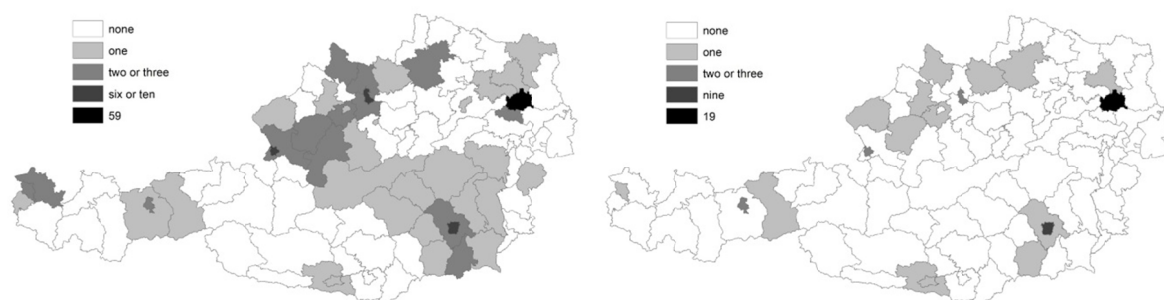 none
one
two or three
six or ten
59
none
one
two or three
nine
19